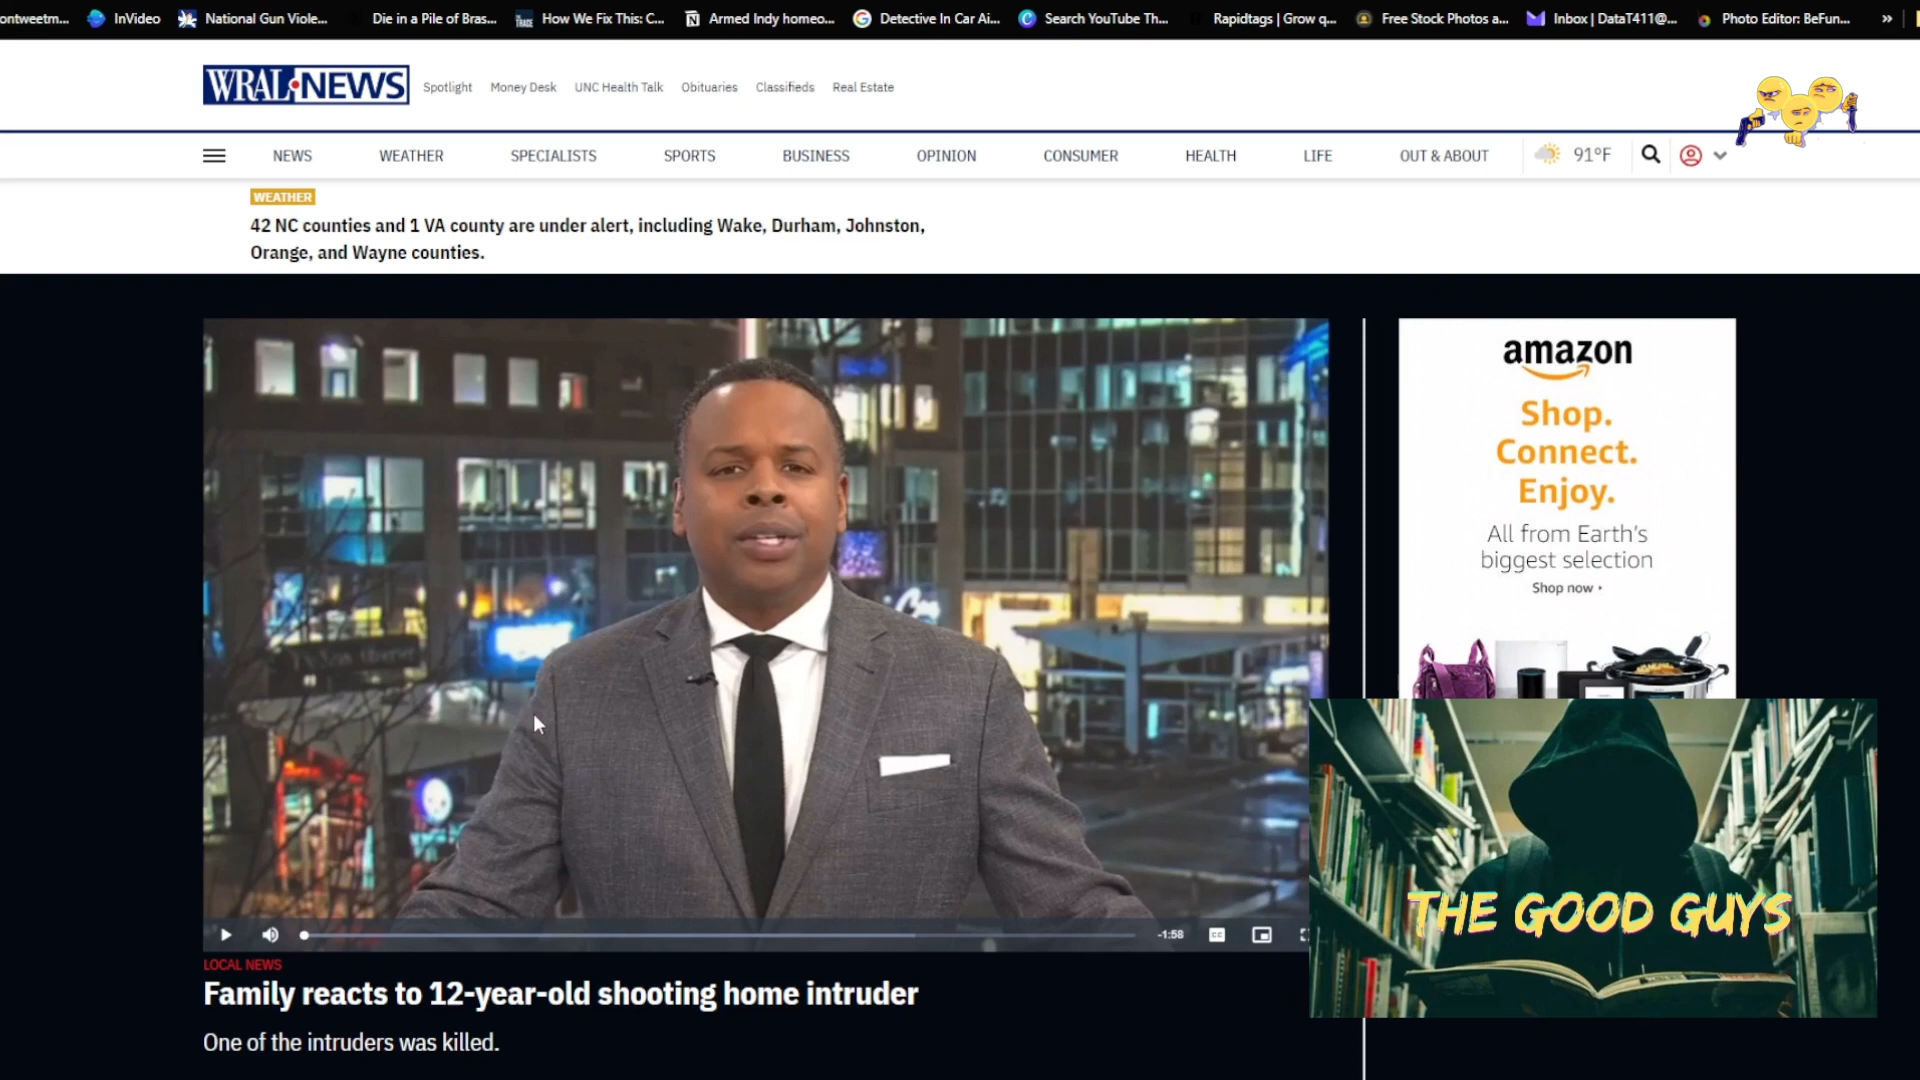 ontweetm...
InVideo
National Gun Viole...
Die in a Pile of Bras...
How We Fix This: C...
Armed Indy homeo...
Detective In Car Ai...
Search YouTube Th...
Rapidtags | Grow q...
Free Stock Photos a...
Inbox | DataT411@...
Photo Editor: BeFun...
»
WRAL NEWS
Spotlight
Money Desk
UNC Health Talk
Obituaries
Classifieds
Real Estate
NEWS
WEATHER
SPECIALISTS
SPORTS
BUSINESS
OPINION
CONSUMER
HEALTH
LIFE
OUT & ABOUT
91°F
WEATHER
42 NC counties and 1 VA county are under alert, including Wake, Durham, Johnston,
Orange, and Wayne counties.
amazon
Shop.
Connect.
Enjoy.
All from Earth's
biggest selection
Shop now
THE GOOD GUYS
-1:58
CC
LOCAL NEWS
Family reacts to 12-year-old shooting home intruder
One of the intruders was killed.